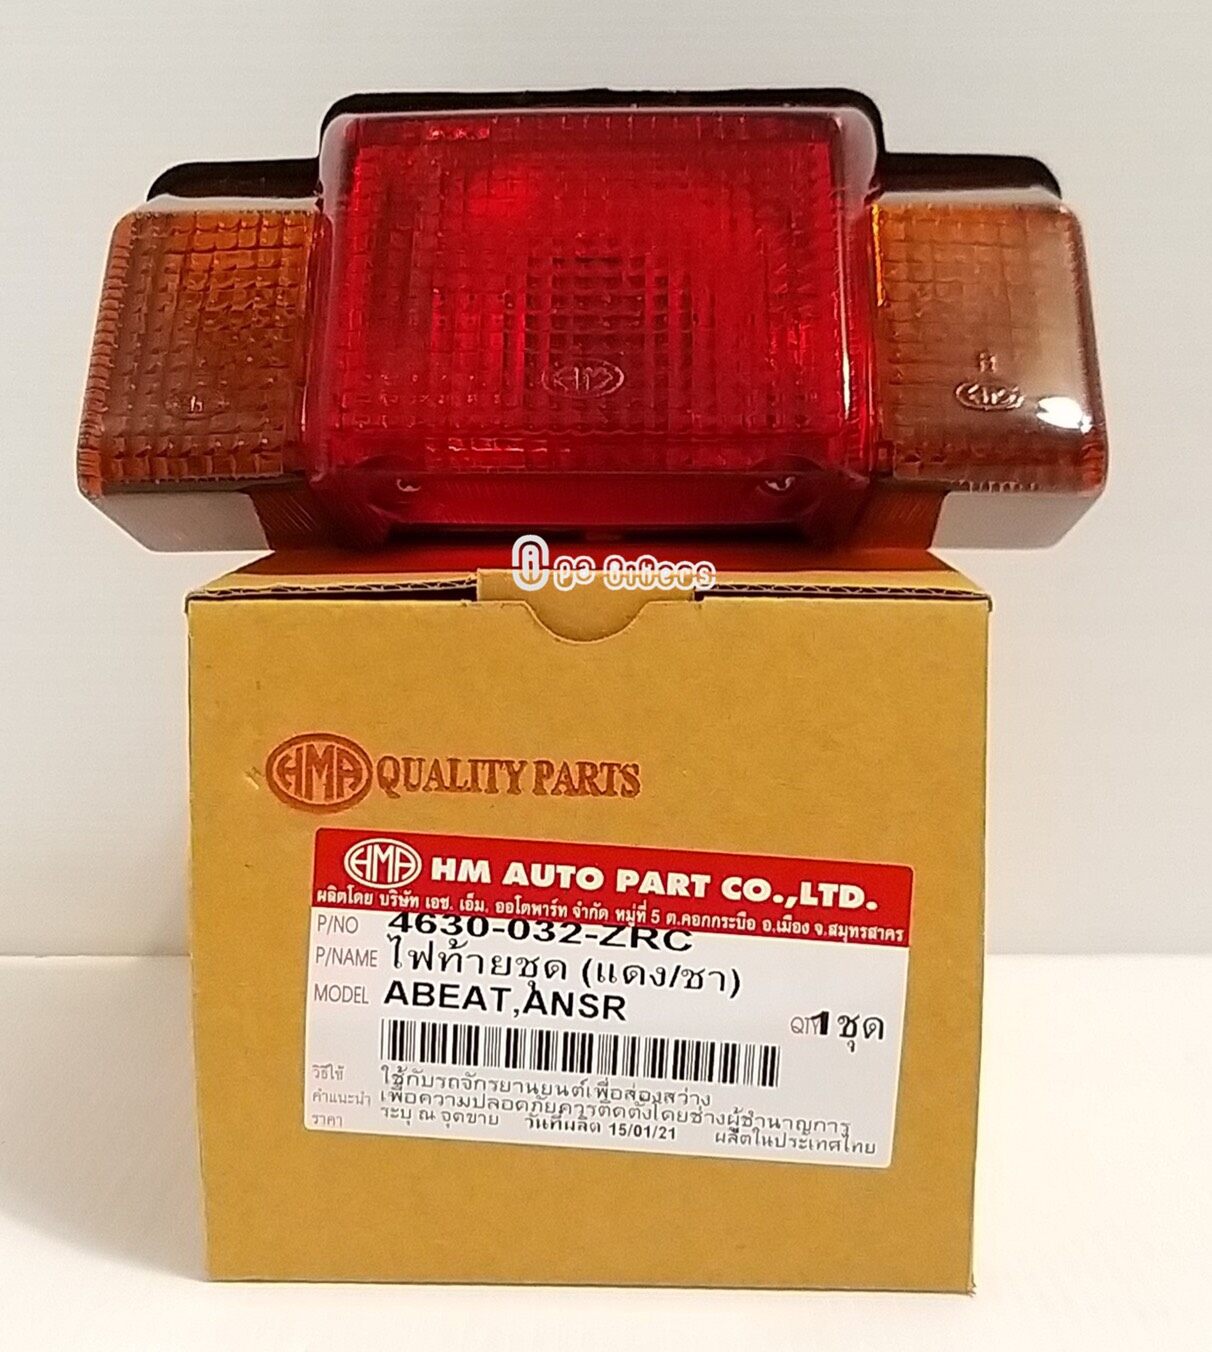 HMA
HMA
HMA QUALITY PARTS
HMA HM AUTO PART CO.,LTD.
ผลิตโดย บริษัท เอช. เอ็ม. ออโตพาร์ท จำกัด หมู่ที่ 5 ต.คอกกระบือ อ.เมือง จ.สมุทรสาคร
P/NO 4630-032-ZRC
P/NAME ไฟท้ายชุด (แดง/ชา)
MODEL ABEAT,ANSR
QTY 1 ชุด
วิธีใช้ ใช้กับรถจักรยานยนต์เพื่อส่องสว่าง
คำแนะนำ เพื่อความปลอดภัยควรติดตั้งโดยช่างผู้ชำนาญการ
ราคา ระบุ ณ จุดขาย วันที่ผลิต 15/01/21 ผลิตในประเทศไทย